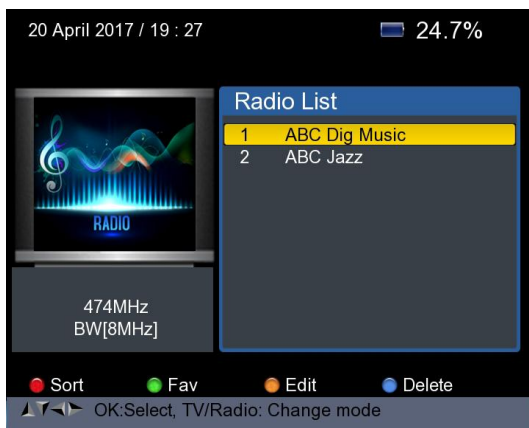 20 April 2017 / 19 : 27
24.7%
Radio List
1 ABC Dig Music
2 ABC Jazz
RADIO
474MHz
BW[8MHz]
Sort Fav Edit Delete
OK:Select, TV/Radio: Change mode